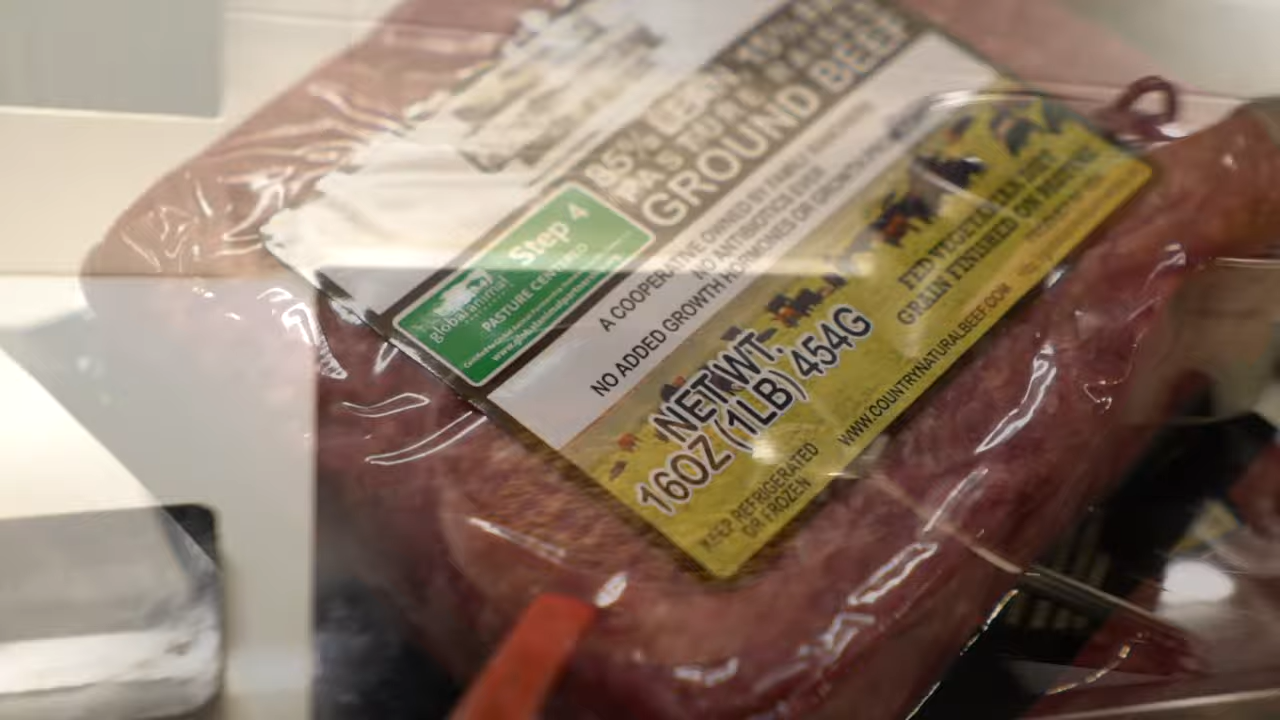 85% LEAN, 100%
PASTURE RAISED
GROUND BEEF
Step 4
globalanimal
PASTURE CENTERED
A COOPERATIVE OWNED BY FAMILY
NO ANTIBIOTICS EVER
NO ADDED GROWTH HORMONES OR GROWTH
FED VEGETARIAN DIET
GRAIN FINISHED
NET WT.
16OZ (1LB) 454G
WWW.COUNTRYNATURALBEEF.COM
KEEP REFRIGERATED
OR FROZEN